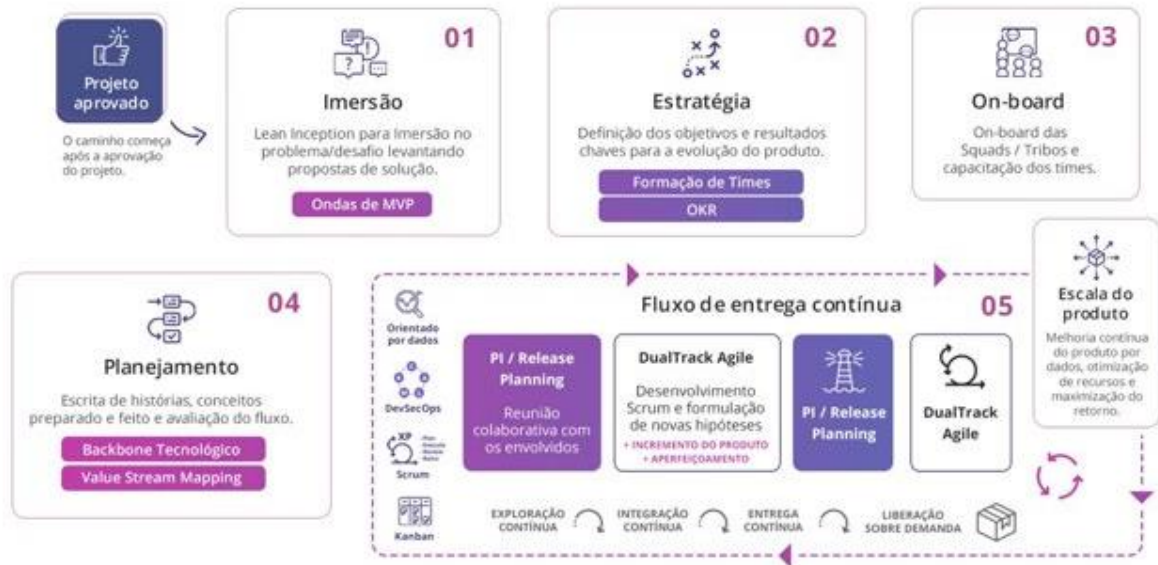 Projeto
aprovado
O caminho começa
após a aprovação
do projeto.
01
Imersão
Lean Inception para Imersão no
problema/desafio levantando
propostas de solução.
Ondas de MVP
02
Estratégia
Definição dos objetivos e resultados
chaves para a evolução do produto.
Formação de Times
OKR
03
On-board
On-board das
Squads / Tribos e
capacitação dos times.
04
Planejamento
Escrita de histórias, conceitos
preparado e feito e avaliação do fluxo.
Backbone Tecnológico
Value Stream Mapping
Fluxo de entrega contínua
05
Orientado
por dados
DevSecOps
XP
Scrum
Kanban
PI / Release
Planning
Reunião
colaborativa com
os envolvidos
DualTrack Agile
Desenvolvimento
Scrum e formulação
de novas hipóteses
+ INCREMENTO DO PRODUTO
+ APERFEIÇOAMENTO
PI / Release
Planning
DualTrack
Agile
EXPLORAÇÃO
CONTÍNUA
INTEGRAÇÃO
CONTÍNUA
ENTREGA
CONTÍNUA
LIBERAÇÃO
SOBRE DEMANDA
Escala do
produto
Melhoria contínua
do produto por
dados, otimização
de recursos e
maximização do
retorno.